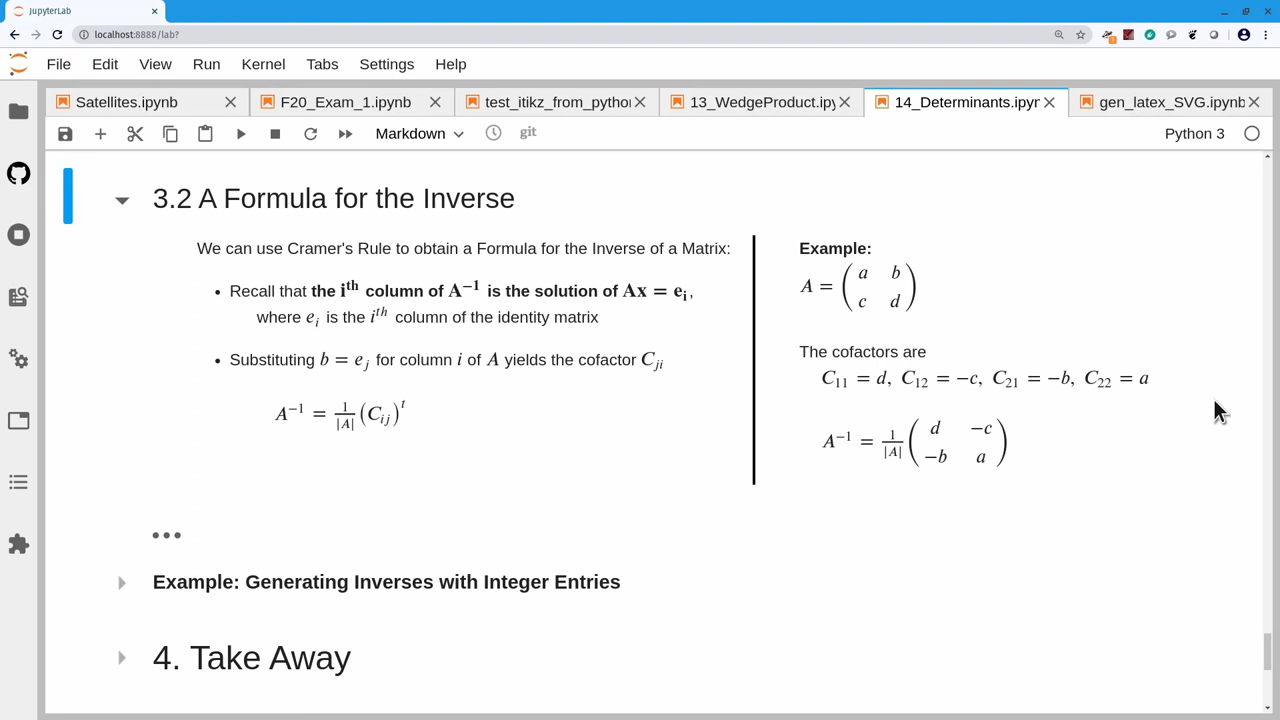 JupyterLab
localhost:8888/lab?
File Edit View Run Kernel Tabs Settings Help
Satellites.ipynb F20_Exam_1.ipynb test_itikz_from_pytho 13_WedgeProduct.ipy 14_Determinants.ipyn gen_latex_SVG.ipynb
Markdown git Python 3
3.2 A Formula for the Inverse
We can use Cramer's Rule to obtain a Formula for the Inverse of a Matrix:
• Recall that the i^th column of A^−1 is the solution of Ax = e_i,
where e_i is the i^th column of the identity matrix
• Substituting b = e_j for column i of A yields the cofactor C_ji
A^−1 = 1/|A| (C_ij)^t
Example:
A = ( a b
c d )
The cofactors are
C_11 = d, C_12 = −c, C_21 = −b, C_22 = a
A^−1 = 1/|A| ( d −c
−b a )
•••
Example: Generating Inverses with Integer Entries
4. Take Away